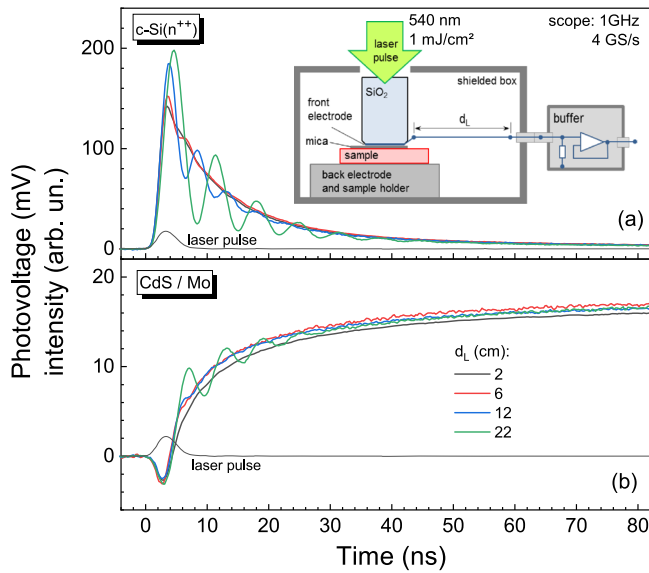 c-Si(n⁺⁺)
540 nm
1 mJ/cm²
scope: 1GHz
4 GS/s
laser
pulse
shielded box
SiO₂
front
electrode
d_L
buffer
mica
sample
back electrode
and sample holder
200
100
0
laser pulse
(a)
Photovoltage (mV)
intensity (arb. un.)
CdS / Mo
20
10
0
d_L (cm):
2
6
12
22
laser pulse
(b)
0 10 20 30 40 50 60 70 80
Time (ns)